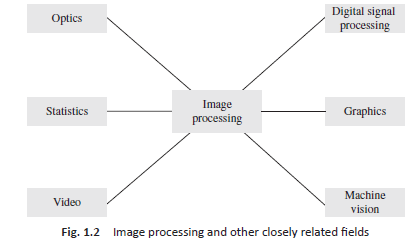 Optics
Digital signal
processing
Statistics
Image
processing
Graphics
Video
Machine
vision
Fig. 1.2 Image processing and other closely related fields